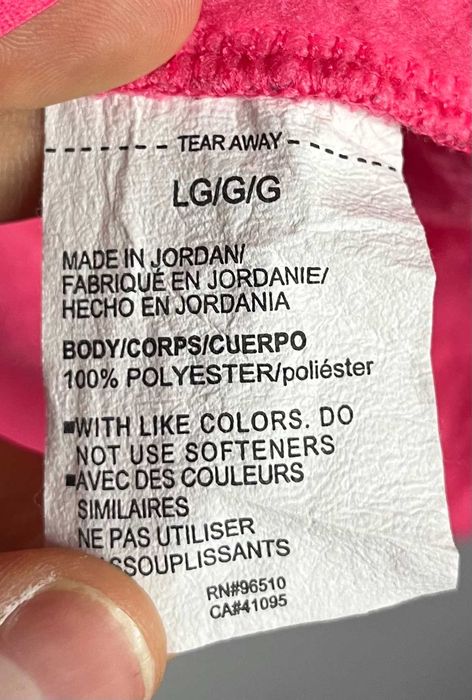 TEAR AWAY
LG/G/G
MADE IN JORDAN/
FABRIQUÉ EN JORDANIE/
HECHO EN JORDANIA
BODY/CORPS/CUERPO
100% POLYESTER/poliéster
WITH LIKE COLORS. DO
NOT USE SOFTENERS
AVEC DES COULEURS
SIMILAIRES
NE PAS UTILISER
SSOUPLISSANTS
RN#96510
CA#41095